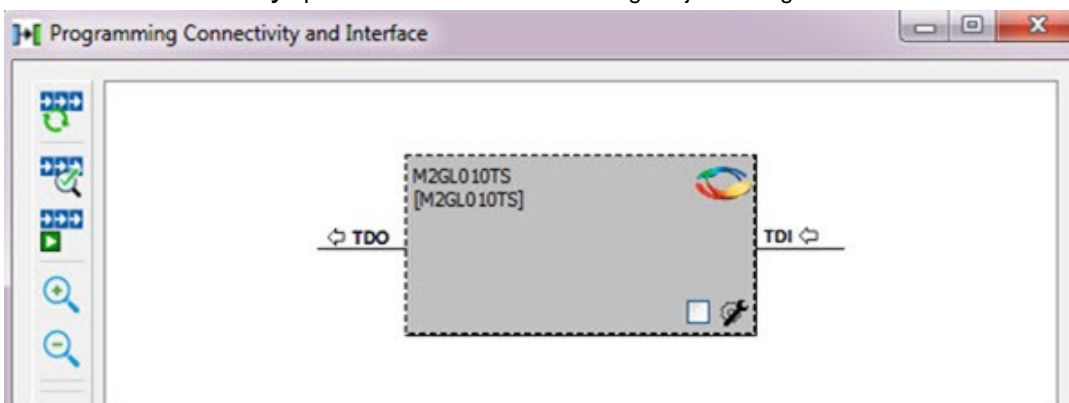 Programming Connectivity and Interface
M2GL010TS
[M2GL010TS]
TDO
TDI